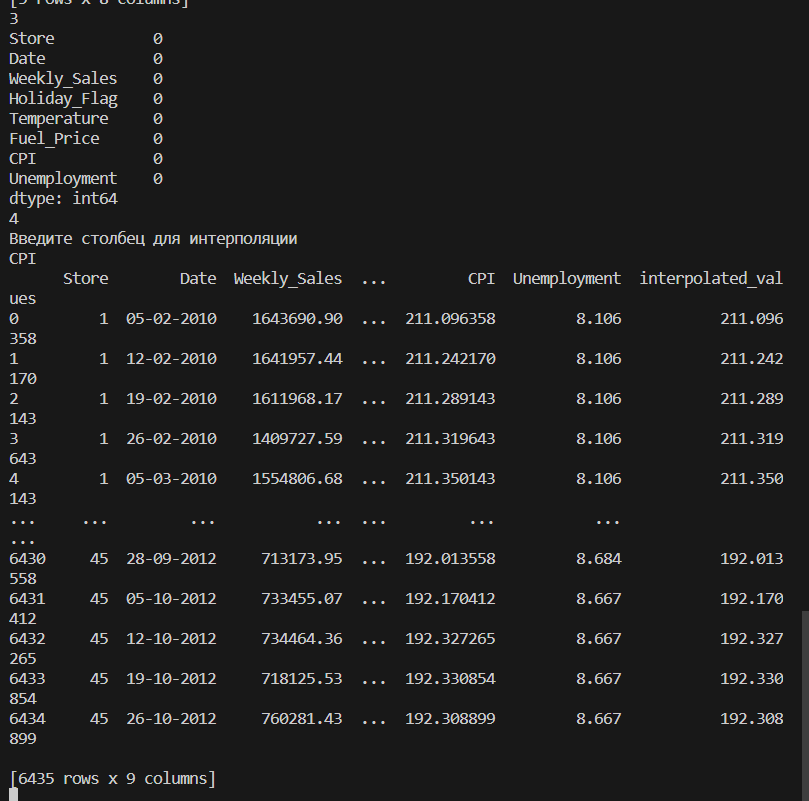 [5 rows x 8 columns]
3
Store           0
Date            0
Weekly_Sales    0
Holiday_Flag    0
Temperature     0
Fuel_Price      0
CPI             0
Unemployment    0
dtype: int64
4
Введите столбец для интерполяции
CPI
      Store        Date  Weekly_Sales  ...         CPI  Unemployment  interpolated_val
ues
0         1  05-02-2010    1643690.90  ...  211.096358         8.106           211.096
358
1         1  12-02-2010    1641957.44  ...  211.242170         8.106           211.242
170
2         1  19-02-2010    1611968.17  ...  211.289143         8.106           211.289
143
3         1  26-02-2010    1409727.59  ...  211.319643         8.106           211.319
643
4         1  05-03-2010    1554806.68  ...  211.350143         8.106           211.350
143
...     ...         ...           ...  ...         ...           ...
...
6430     45  28-09-2012     713173.95  ...  192.013558         8.684           192.013
558
6431     45  05-10-2012     733455.07  ...  192.170412         8.667           192.170
412
6432     45  12-10-2012     734464.36  ...  192.327265         8.667           192.327
265
6433     45  19-10-2012     718125.53  ...  192.330854         8.667           192.330
854
6434     45  26-10-2012     760281.43  ...  192.308899         8.667           192.308
899
[6435 rows x 9 columns]